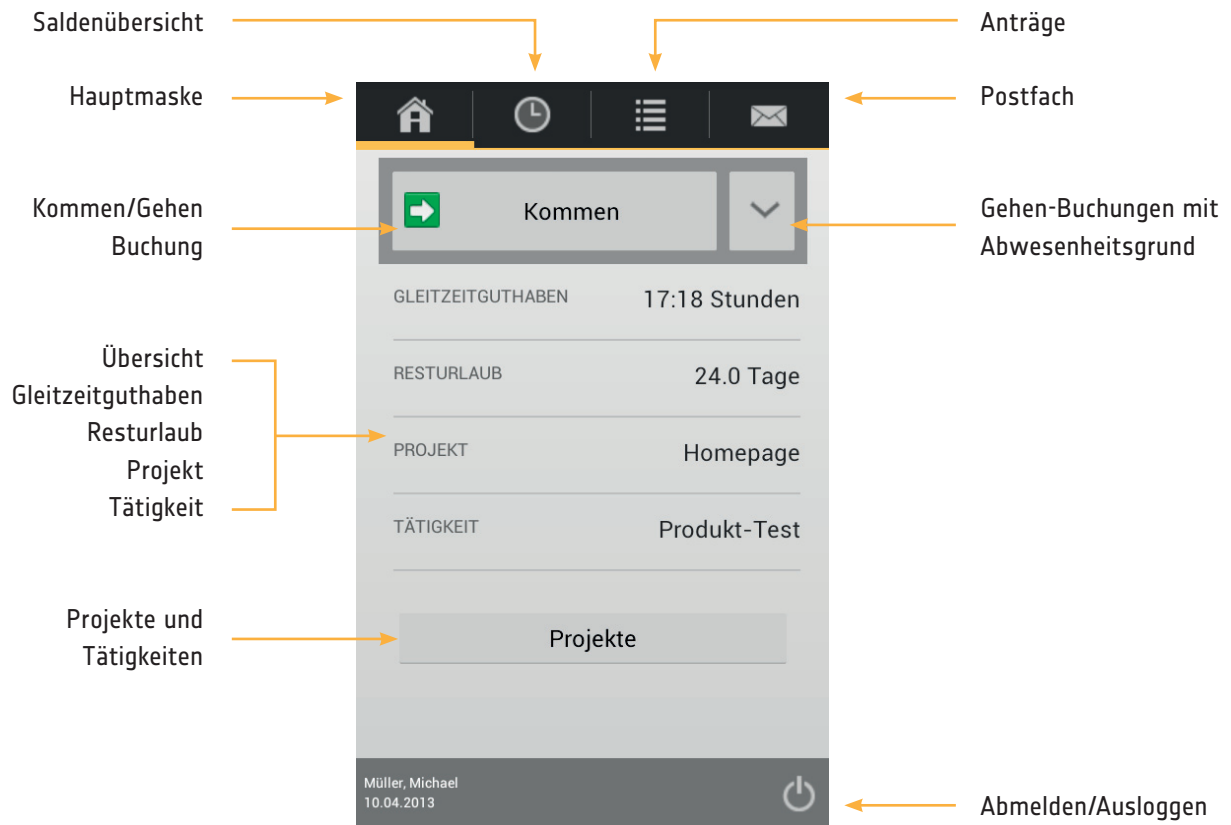 Saldenübersicht
Anträge
Hauptmaske
Postfach
Kommen/Gehen
Buchung
Kommen
Gehen-Buchungen mit
Abwesenheitsgrund
GLEITZEITGUTHABEN 17:18 Stunden
Übersicht
Gleitzeitguthaben
Resturlaub
Projekt
Tätigkeit
RESTURLAUB 24.0 Tage
PROJEKT Homepage
TÄTIGKEIT Produkt-Test
Projekte und
Tätigkeiten
Projekte
Müller, Michael
10.04.2013
Abmelden/Ausloggen